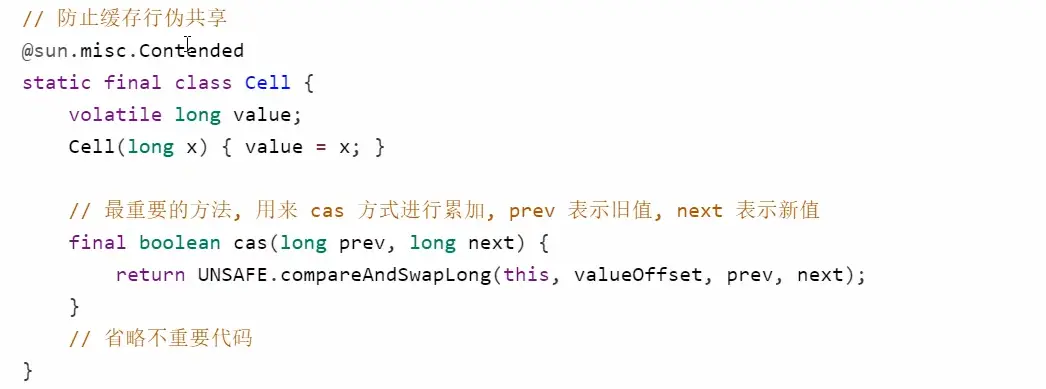 // 防止缓存行伪共享
@sun.misc.Contended
static final class Cell {
volatile long value;
Cell(long x) { value = x; }
// 最重要的方法, 用来 cas 方式进行累加, prev 表示旧值, next 表示新值
final boolean cas(long prev, long next) {
return UNSAFE.compareAndSwapLong(this, valueOffset, prev, next);
}
// 省略不重要代码
}